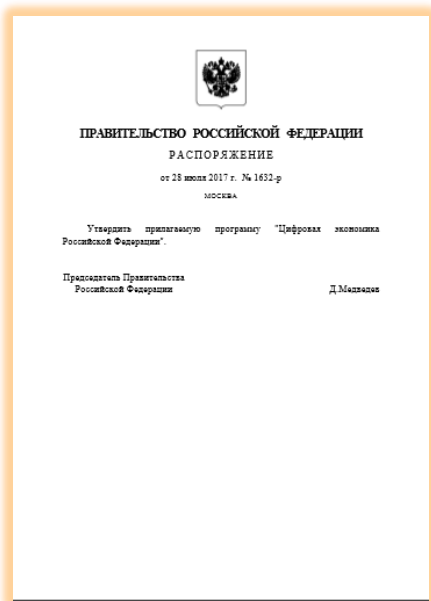 ПРАВИТЕЛЬСТВО РОССИЙСКОЙ ФЕДЕРАЦИИ
РАСПОРЯЖЕНИЕ
от 28 июля 2017 г. № 1632-р
МОСКВА
Утвердить прилагаемую программу "Цифровая экономика
Российской Федерации".
Председатель Правительства
Российской Федерации Д.Медведев